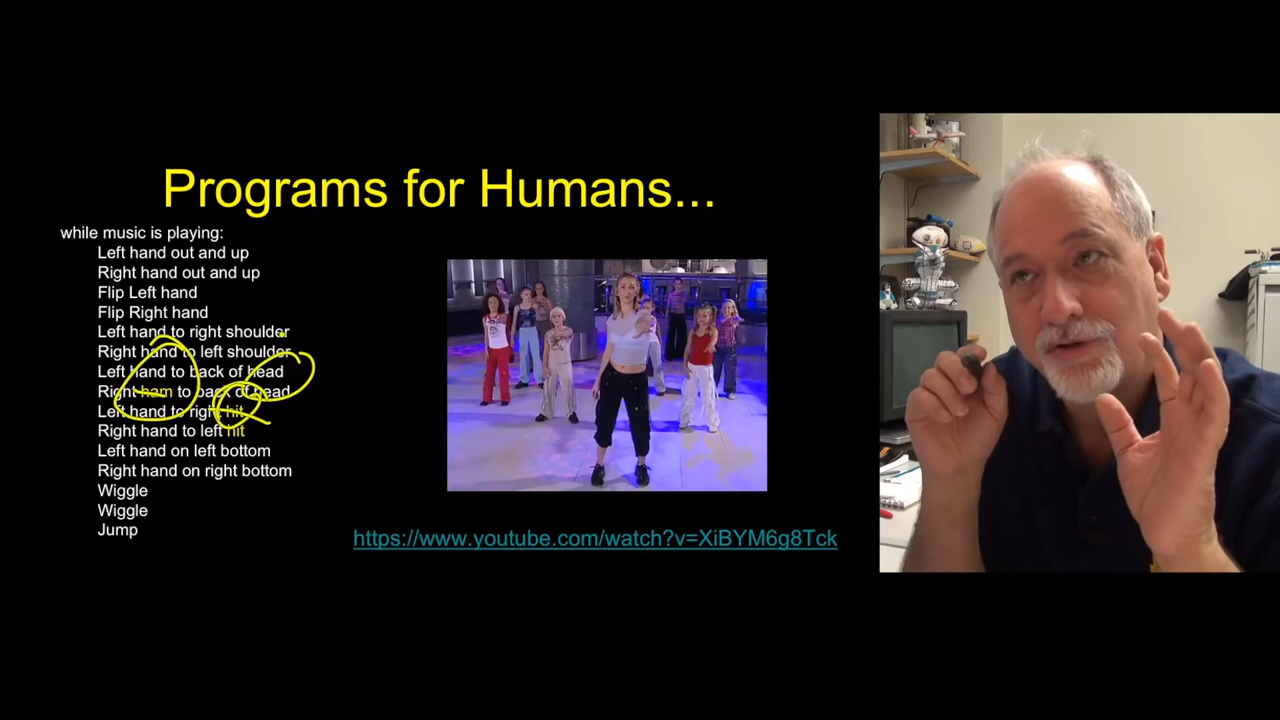 Programs for Humans...
while music is playing:
Left hand out and up
Right hand out and up
Flip Left hand
Flip Right hand
Left hand to right shoulder
Right hand to left shoulder
Left hand to back of head
Right ham to back of head
Left hand to right hit
Right hand to left hit
Left hand on left bottom
Right hand on right bottom
Wiggle
Wiggle
Jump
https://www.youtube.com/watch?v=XiBYM6g8Tck